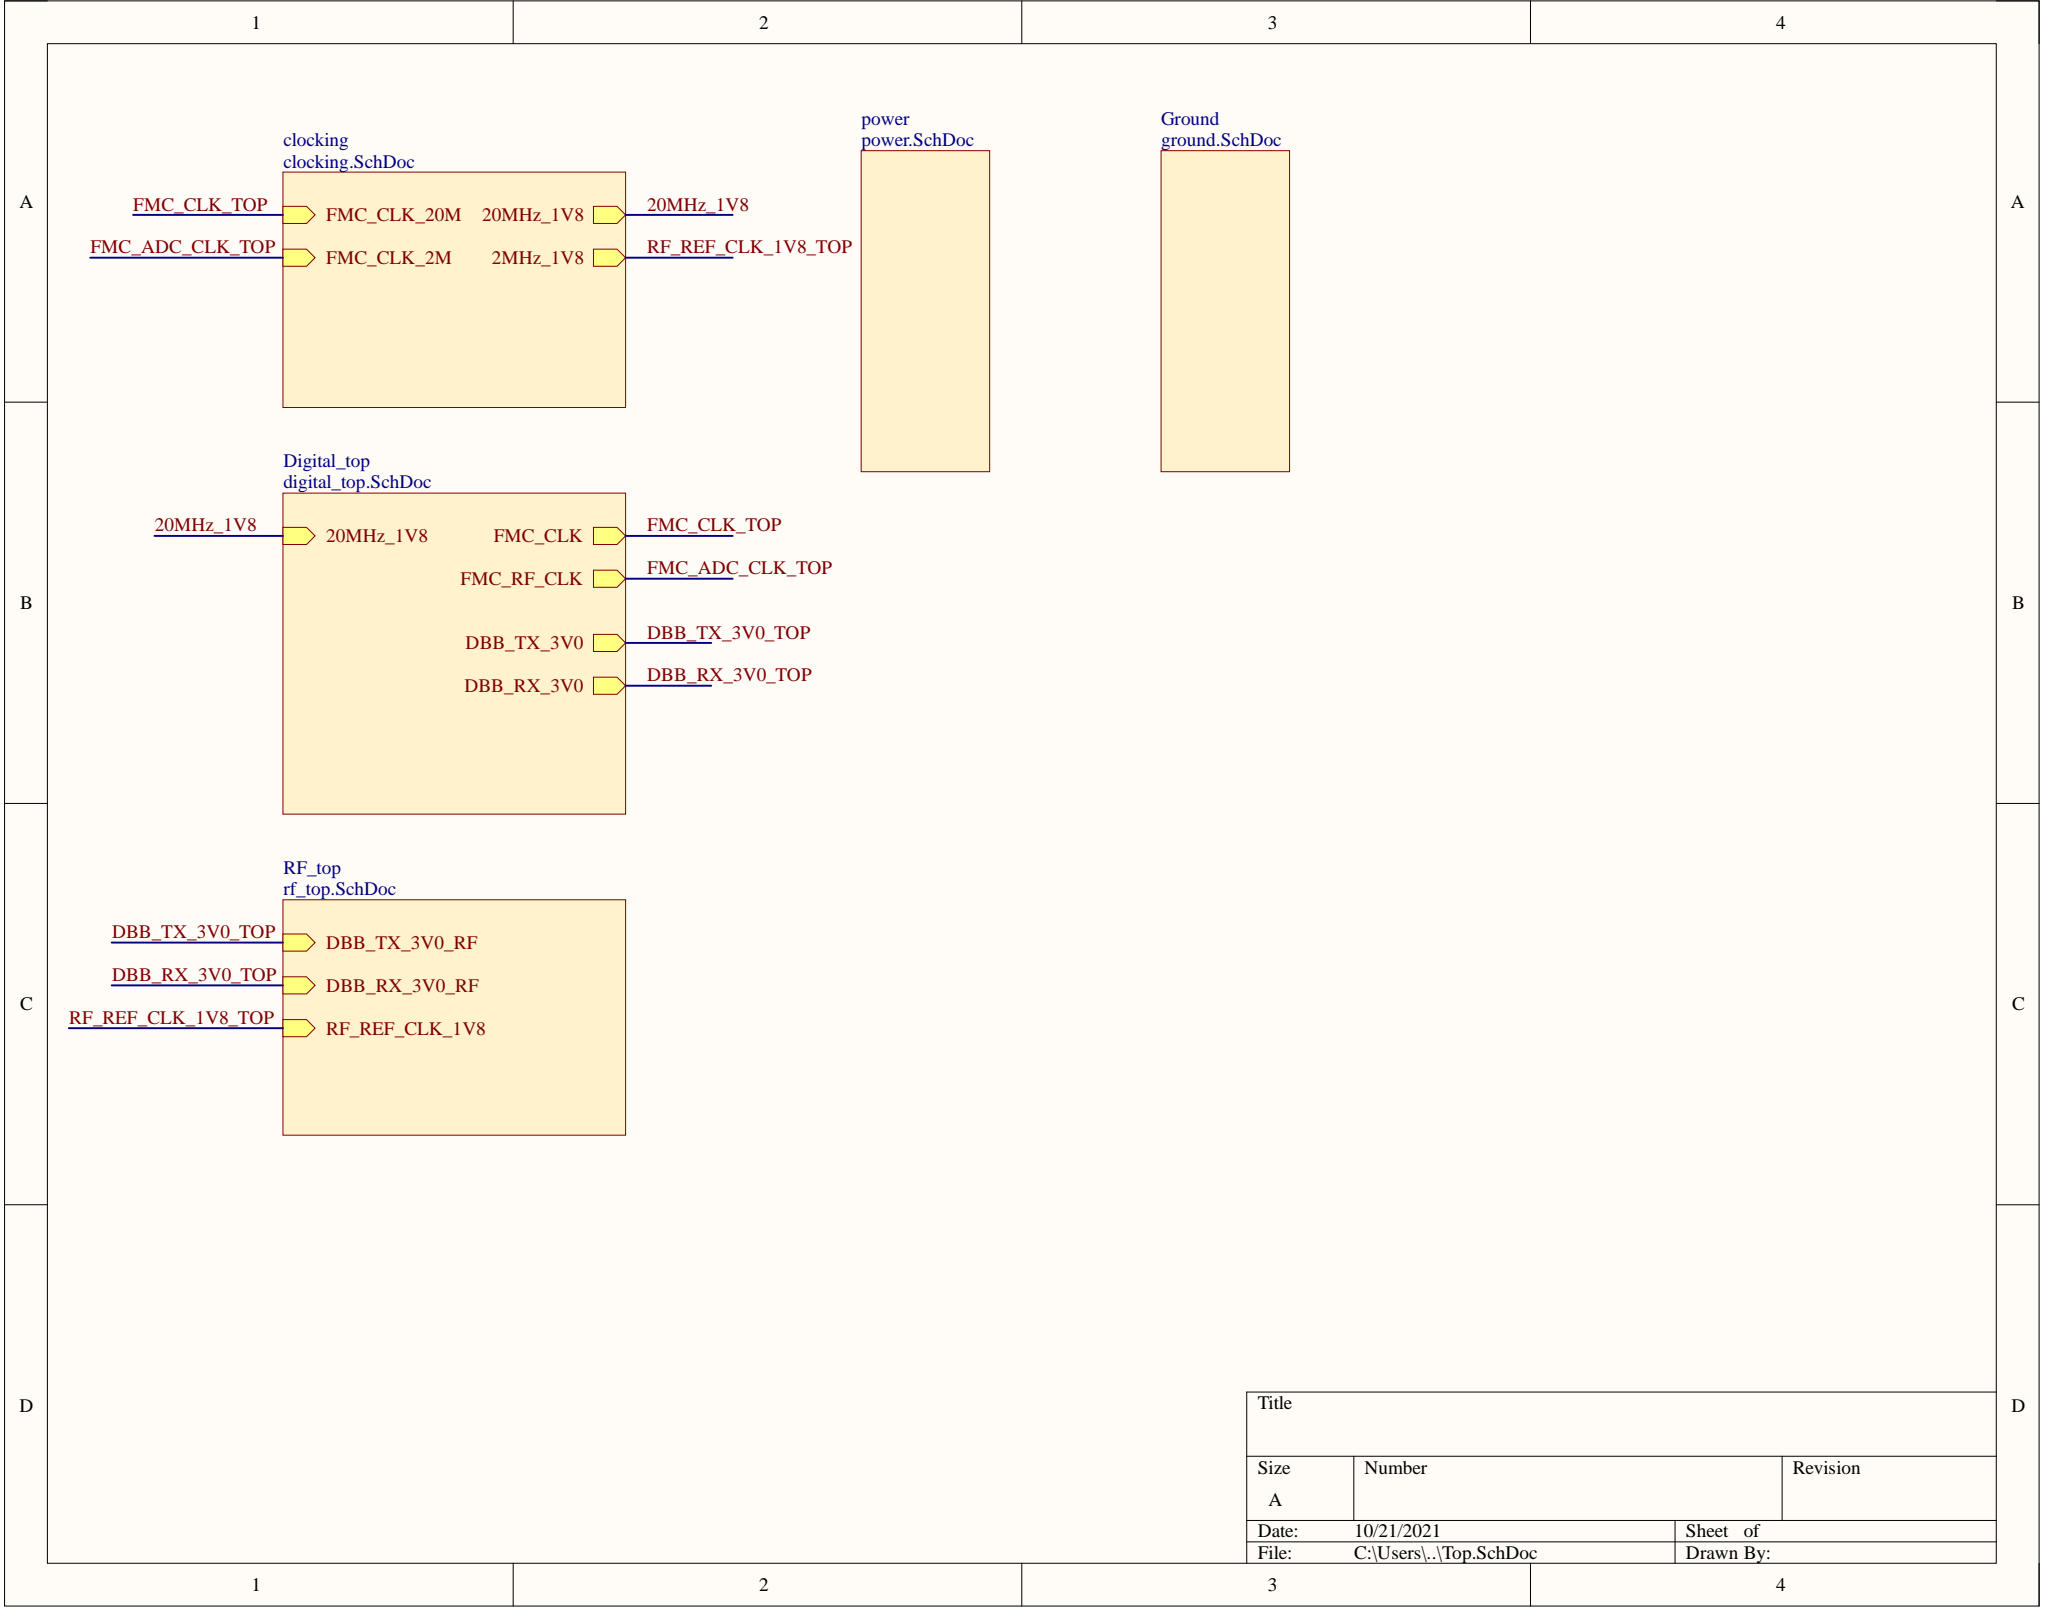 1 2 3 4
power Ground
clocking power.SchDoc ground.SchDoc
clocking.SchDoc
A A
FMC_CLK_TOP FMC_CLK_20M 20MHz_1V8 20MHz_1V8
FMC_ADC_CLK_TOP FMC_CLK_2M 2MHz_1V8 RF_REF_CLK_1V8_TOP
Digital_top
digital_top.SchDoc
20MHz_1V8 20MHz_1V8 FMC_CLK FMC_CLK_TOP
FMC_RF_CLK FMC_ADC_CLK_TOP
B B
DBB_TX_3V0 DBB_TX_3V0_TOP
DBB_RX_3V0 DBB_RX_3V0_TOP
RF_top
rf_top.SchDoc
DBB_TX_3V0_TOP DBB_TX_3V0_RF
DBB_RX_3V0_TOP DBB_RX_3V0_RF
C C
RF_REF_CLK_1V8_TOP RF_REF_CLK_1V8
D D
Title
Size Number Revision
A
Date: 10/21/2021 Sheet of
File: C:\Users\..\Top.SchDoc Drawn By:
1 2 3 4